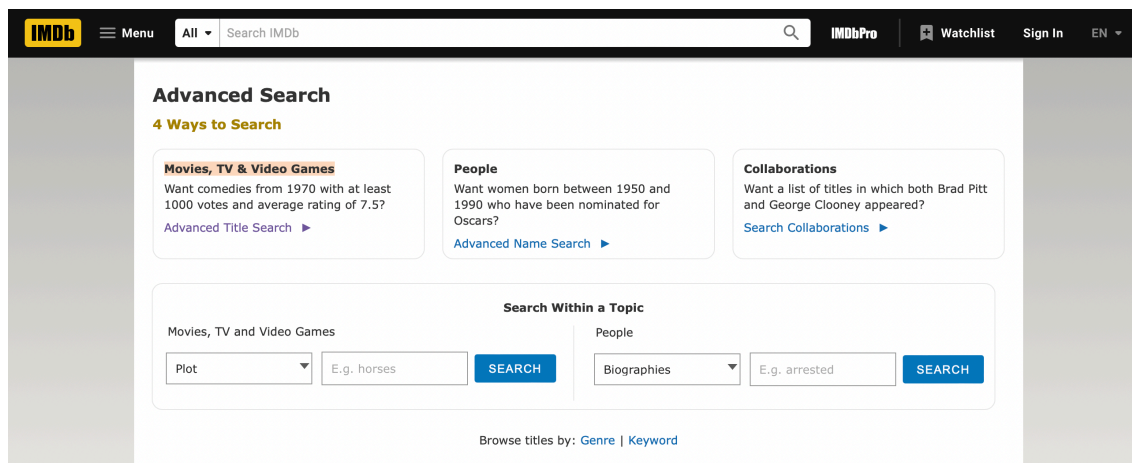 IMDb Menu All Search IMDb IMDbPro Watchlist Sign In EN
Advanced Search
4 Ways to Search
Movies, TV & Video Games
Want comedies from 1970 with at least
1000 votes and average rating of 7.5?
Advanced Title Search
People
Want women born between 1950 and
1990 who have been nominated for
Oscars?
Advanced Name Search
Collaborations
Want a list of titles in which both Brad Pitt
and George Clooney appeared?
Search Collaborations
Search Within a Topic
Movies, TV and Video Games
Plot E.g. horses SEARCH
People
Biographies E.g. arrested SEARCH
Browse titles by: Genre | Keyword